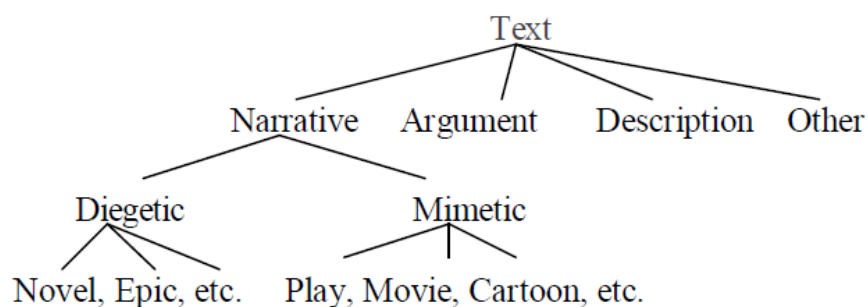 Text
Narrative Argument Description Other
Diegetic Mimetic
Novel, Epic, etc. Play, Movie, Cartoon, etc.